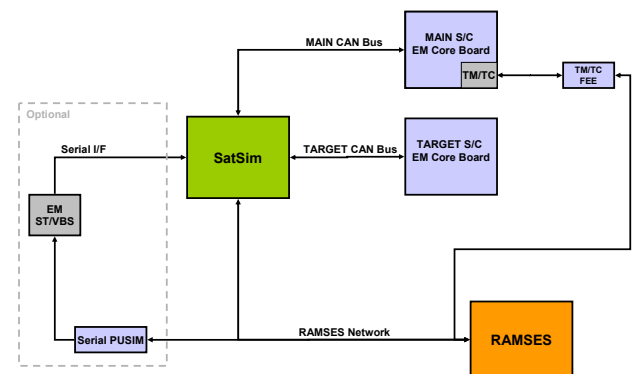 MAIN CAN Bus
MAIN S/C
EM Core Board
TM/TC
TM/TC
FEE
Optional
Serial I/F
SatSim
TARGET CAN Bus
TARGET S/C
EM Core Board
EM
ST/VBS
Serial PUSIM
RAMSES Network
RAMSES